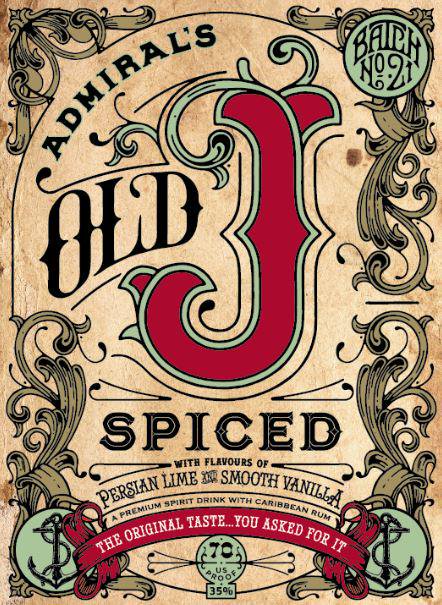 ADMIRAL'S
BATCH
No. 21
OLD J
SPICED
WITH FLAVOURS OF
PERSIAN LIME AND SMOOTH VANILLA
A PREMIUM SPIRIT DRINK WITH CARIBBEAN RUM
THE ORIGINAL TASTE...YOU ASKED FOR IT
70
US
PROOF
35%